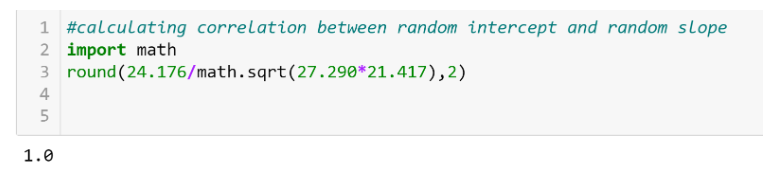 1 #calculating correlation between random intercept and random slope
2 import math
3 round(24.176/math.sqrt(27.290*21.417),2)
4
5
1.0